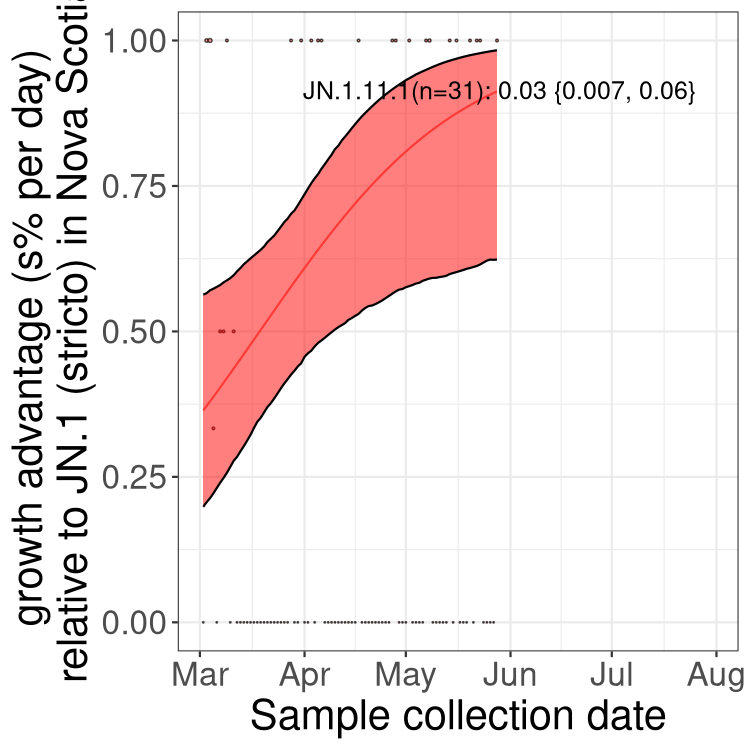 growth advantage (s% per day)
relative to JN.1 (stricto) in Nova Scotia
1.00
0.75
0.50
0.25
0.00
JN.1.11.1(n=31): 0.03 {0.007, 0.06}
Mar Apr May Jun Jul Aug
Sample collection date